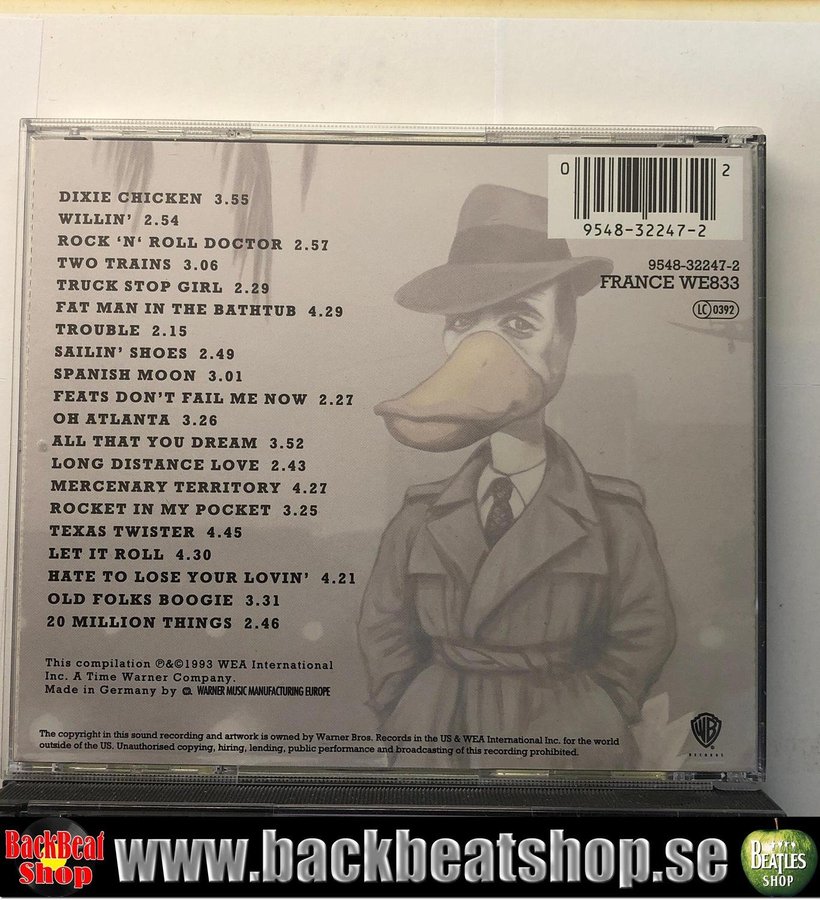 DIXIE CHICKEN 3.55
WILLIN' 2.54
ROCK 'N' ROLL DOCTOR 2.57
TWO TRAINS 3.06
TRUCK STOP GIRL 2.29
FAT MAN IN THE BATHTUB 4.29
TROUBLE 2.15
SAILIN' SHOES 2.49
SPANISH MOON 3.01
FEATS DON'T FAIL ME NOW 2.27
OH ATLANTA 3.26
ALL THAT YOU DREAM 3.52
LONG DISTANCE LOVE 2.43
MERCENARY TERRITORY 4.27
ROCKET IN MY POCKET 3.25
TEXAS TWISTER 4.45
LET IT ROLL 4.30
HATE TO LOSE YOUR LOVIN' 4.21
OLD FOLKS BOOGIE 3.31
20 MILLION THINGS 2.46
0 2
9548-32247-2
9548-32247-2
FRANCE WE833
LC 0392
This compilation ℗&©1993 WEA International
Inc. A Time Warner Company.
Made in Germany by WARNER MUSIC MANUFACTURING EUROPE
The copyright in this sound recording and artwork is owned by Warner Bros. Records in the US & WEA International Inc. for the world
outside of the US. Unauthorised copying, hiring, lending, public performance and broadcasting of this recording prohibited.
WB
RECORDS
BackBeat
Shop
www.backbeatshop.se
BEATLES
SHOP